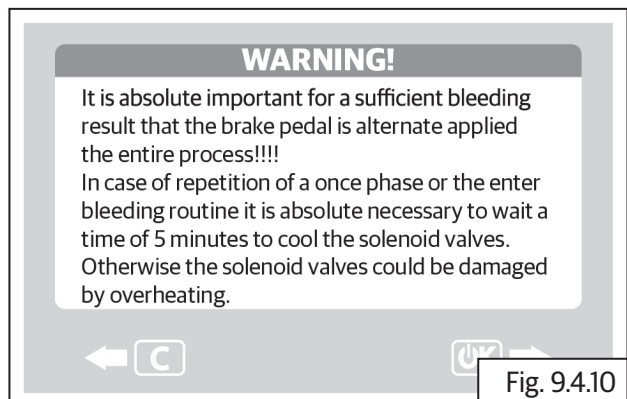 WARNING!
It is absolute important for a sufficient bleeding
result that the brake pedal is alternate applied
the entire process!!!!
In case of repetition of a once phase or the enter
bleeding routine it is absolute necessary to wait a
time of 5 minutes to cool the solenoid valves.
Otherwise the solenoid valves could be damaged
by overheating.
C
OK
Fig. 9.4.10